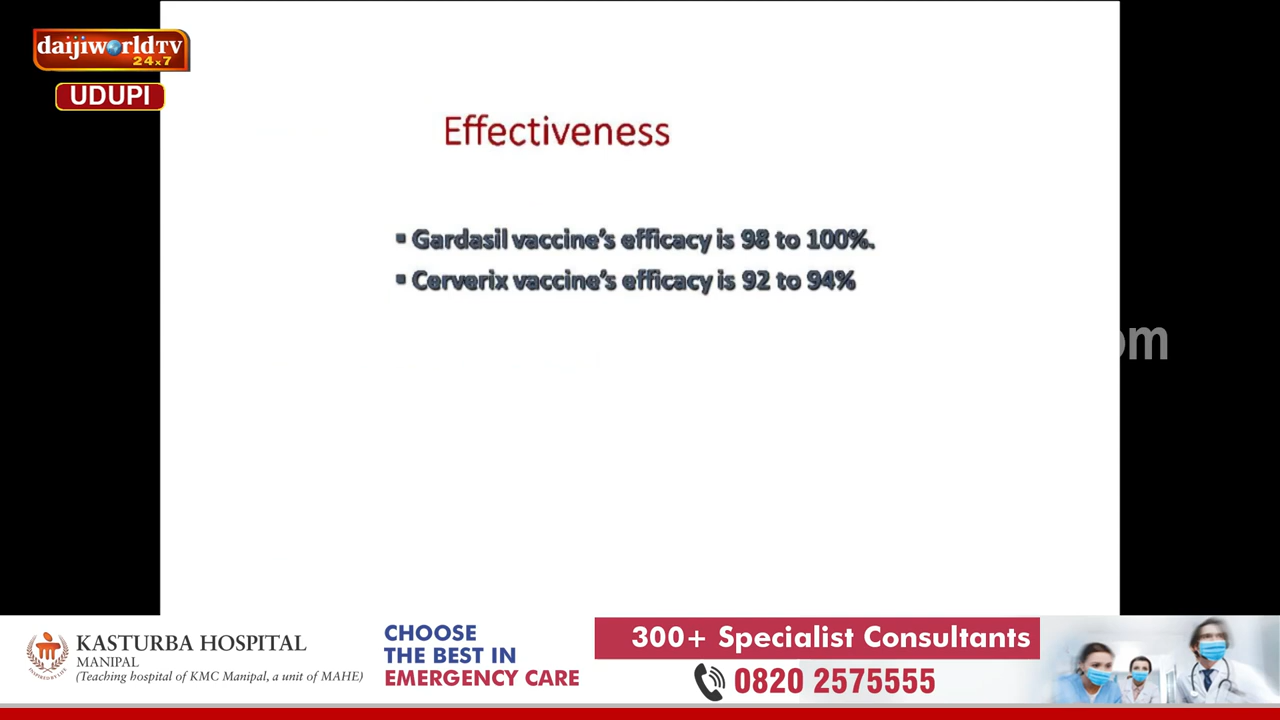 daijiworldTV
24x7
UDUPI
Effectiveness
▪ Gardasil vaccine’s efficacy is 98 to 100%.
▪ Cerverix vaccine’s efficacy is 92 to 94%
om
KASTURBA HOSPITAL
MANIPAL
(Teaching hospital of KMC Manipal, a unit of MAHE)
CHOOSE
THE BEST IN
EMERGENCY CARE
300+ Specialist Consultants
0820 2575555